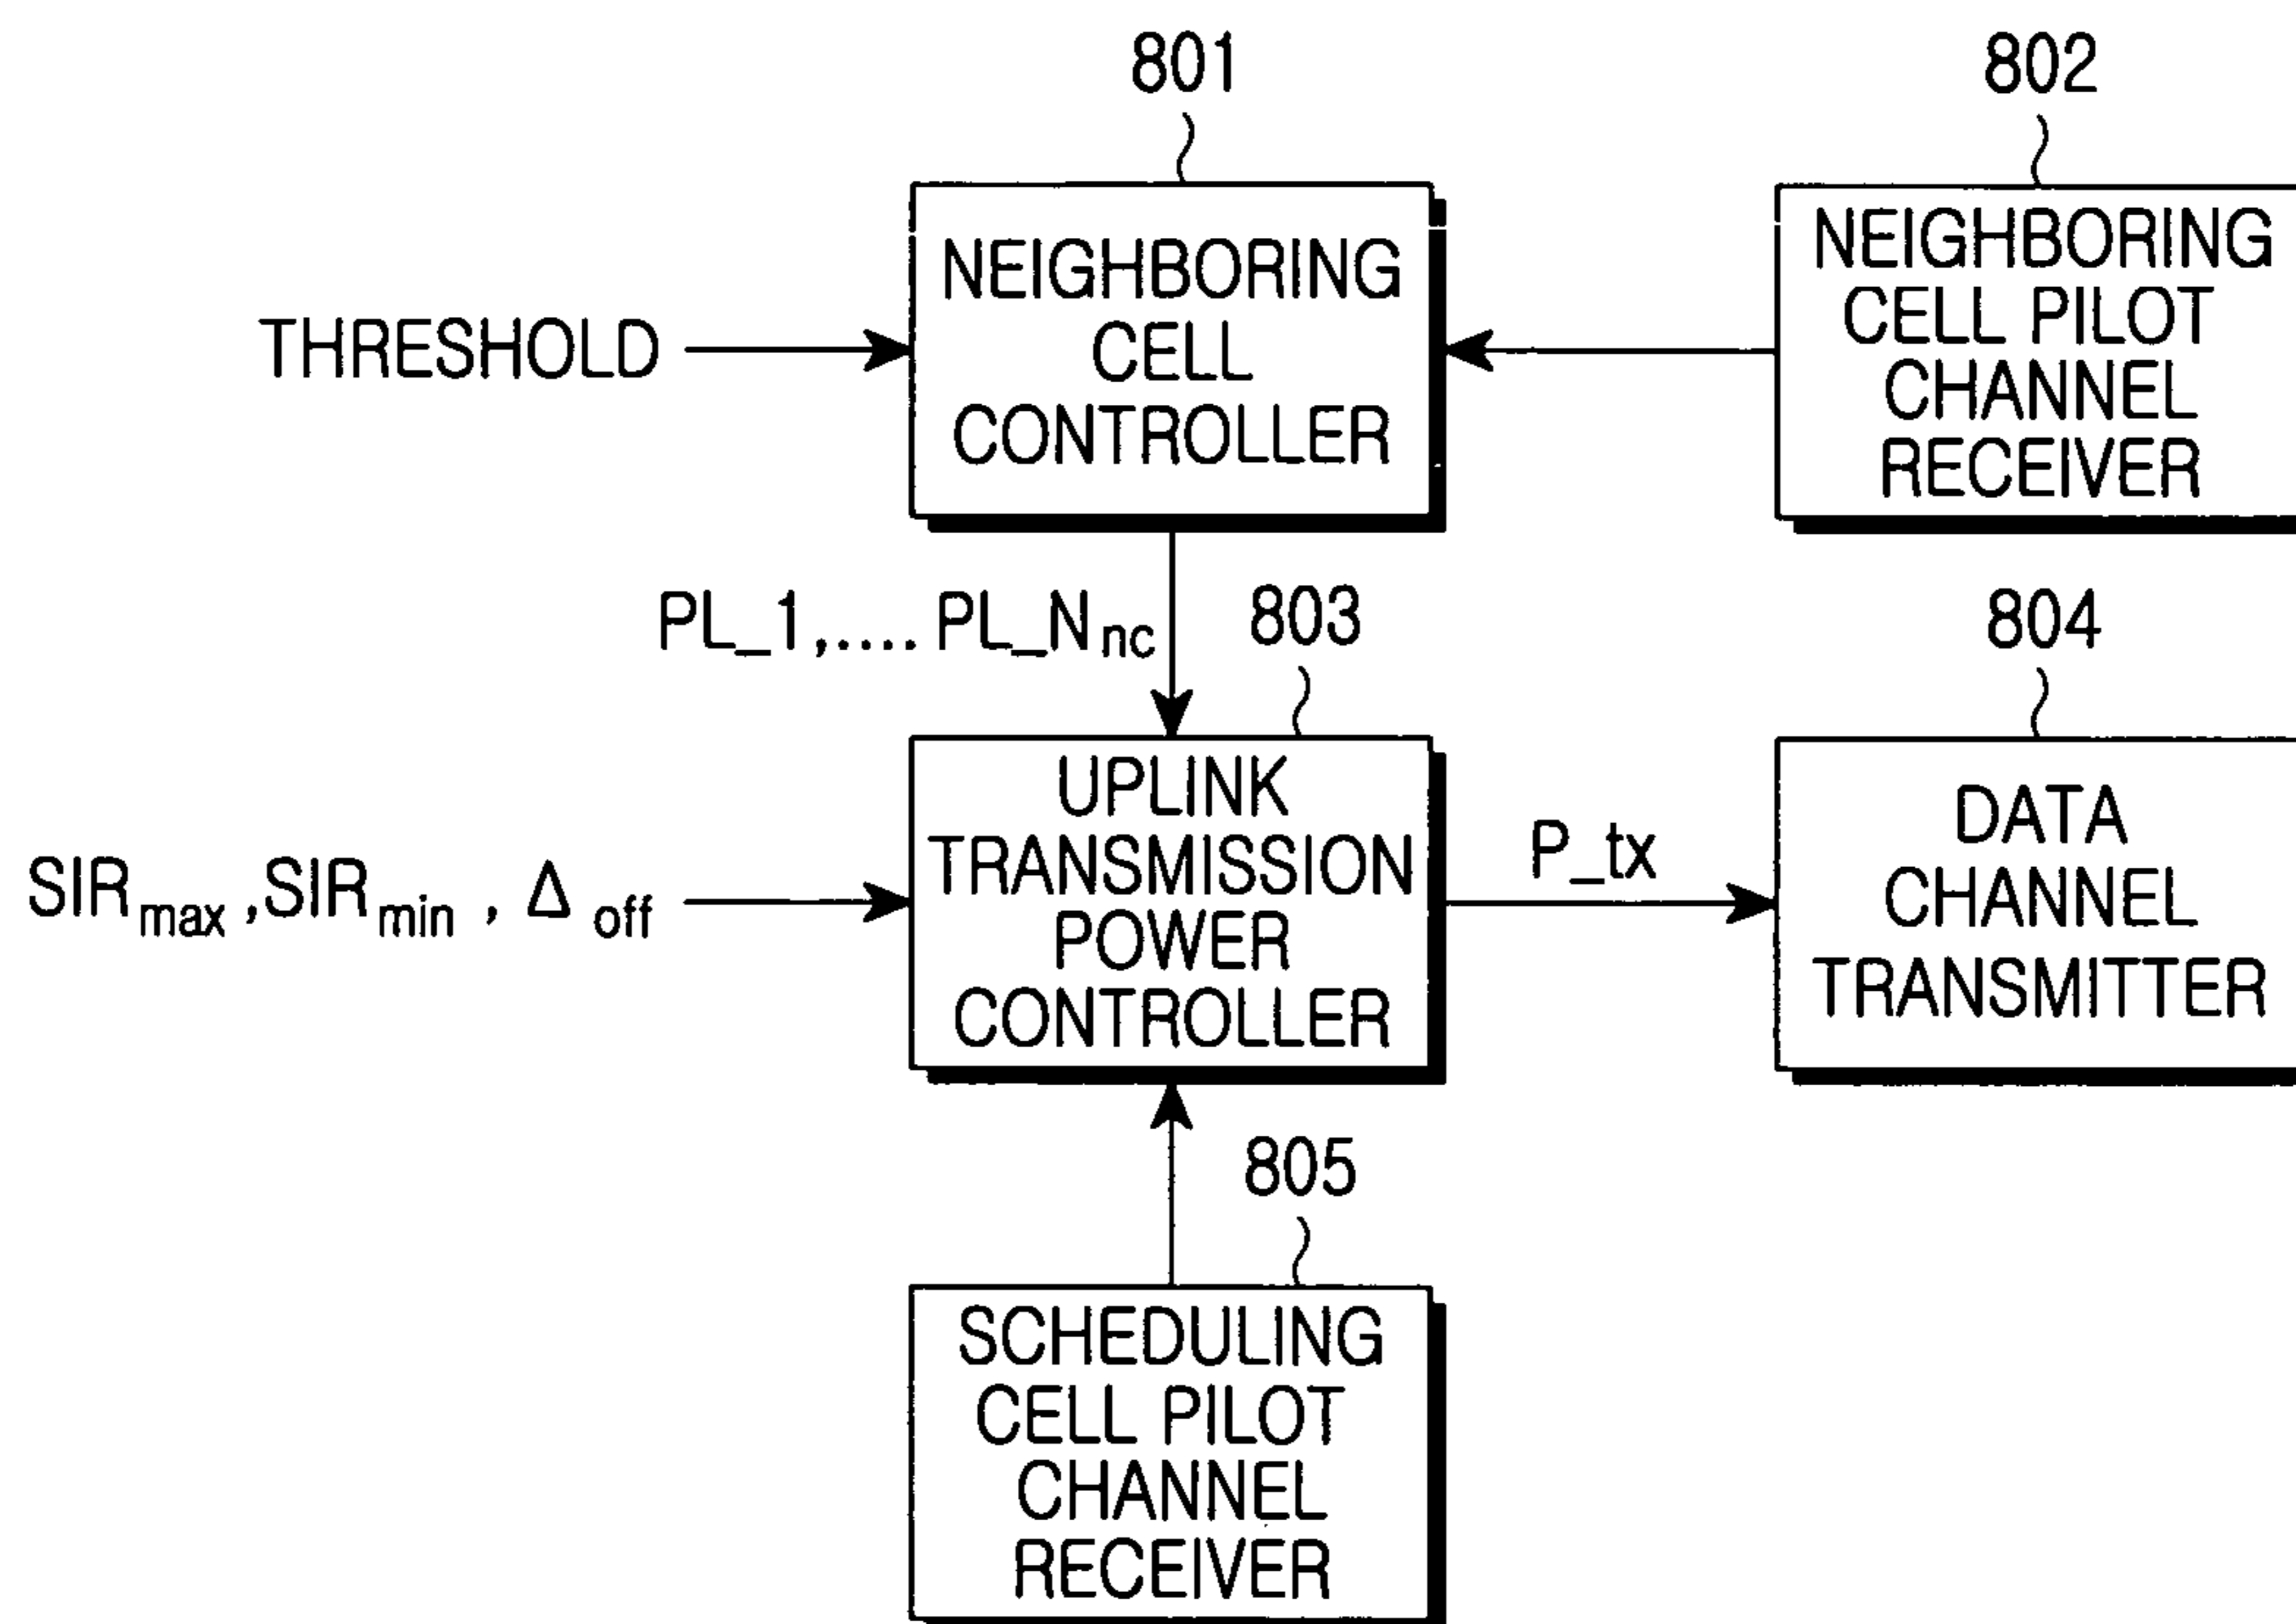 801
802
NEIGHBORING
CELL
CONTROLLER
NEIGHBORING
CELL PILOT
CHANNEL
RECEIVER
THRESHOLD
PL_1,.... PL_Nnc
803
804
UPLINK
TRANSMISSION
POWER
CONTROLLER
DATA
CHANNEL
TRANSMITTER
SIRmax ,SIRmin , Δ off
P_tx
805
SCHEDULING
CELL PILOT
CHANNEL
RECEIVER